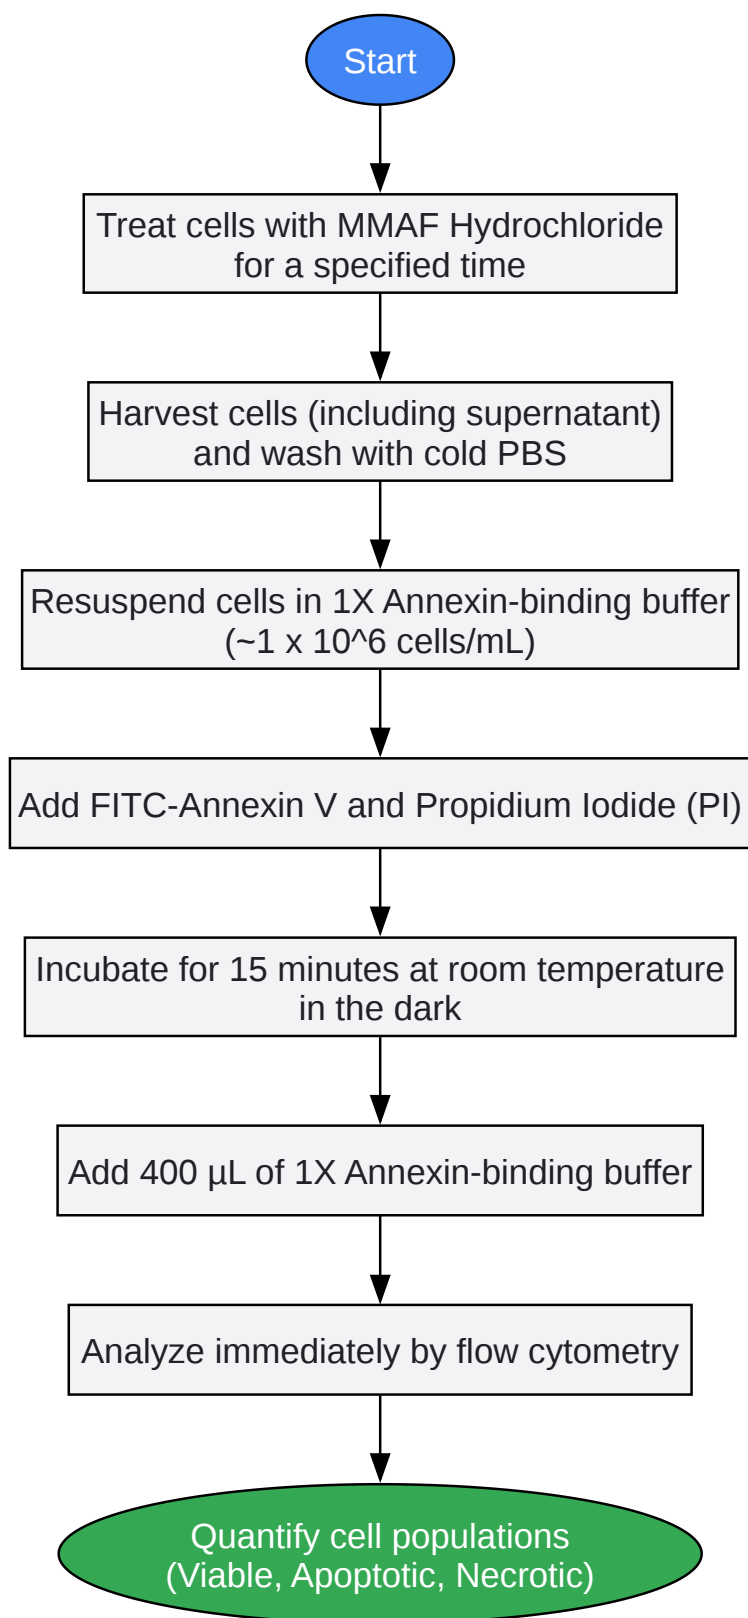 Start
Treat cells with MMAF Hydrochloride
for a specified time
Harvest cells (including supernatant)
and wash with cold PBS
Resuspend cells in 1X Annexin-binding buffer
(~1 x 10^6 cells/mL)
Add FITC-Annexin V and Propidium Iodide (PI)
Incubate for 15 minutes at room temperature
in the dark
Add 400 µL of 1X Annexin-binding buffer
Analyze immediately by flow cytometry
Quantify cell populations
(Viable, Apoptotic, Necrotic)